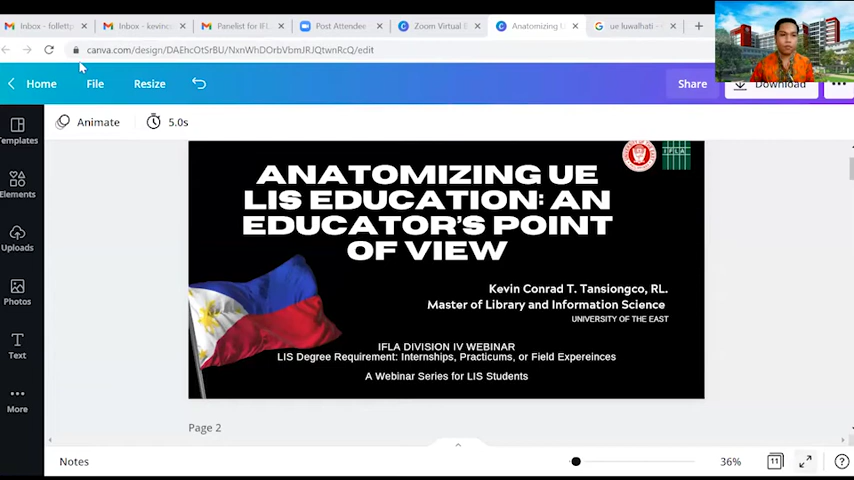 Inbox - follettp
Inbox - kevinc
Panelist for IFL
Post Attendee
Zoom Virtual B
Anatomizing U
ue luwalhati - G
canva.com/design/DAEhcOtSrBU/NxnWhDOrbVbmJRJQtwnRcQ/edit
Home
File
Resize
Share
Download
Animate
5.0s
Templates
Elements
Uploads
Photos
Text
More
IFLA
ANATOMIZING UE
LIS EDUCATION: AN
EDUCATOR'S POINT
OF VIEW
Kevin Conrad T. Tansiongco, RL.
Master of Library and Information Science
UNIVERSITY OF THE EAST
IFLA DIVISION IV WEBINAR
LIS Degree Requirement: Internships, Practicums, or Field Expereinces
A Webinar Series for LIS Students
Page 2
Notes
36%
11